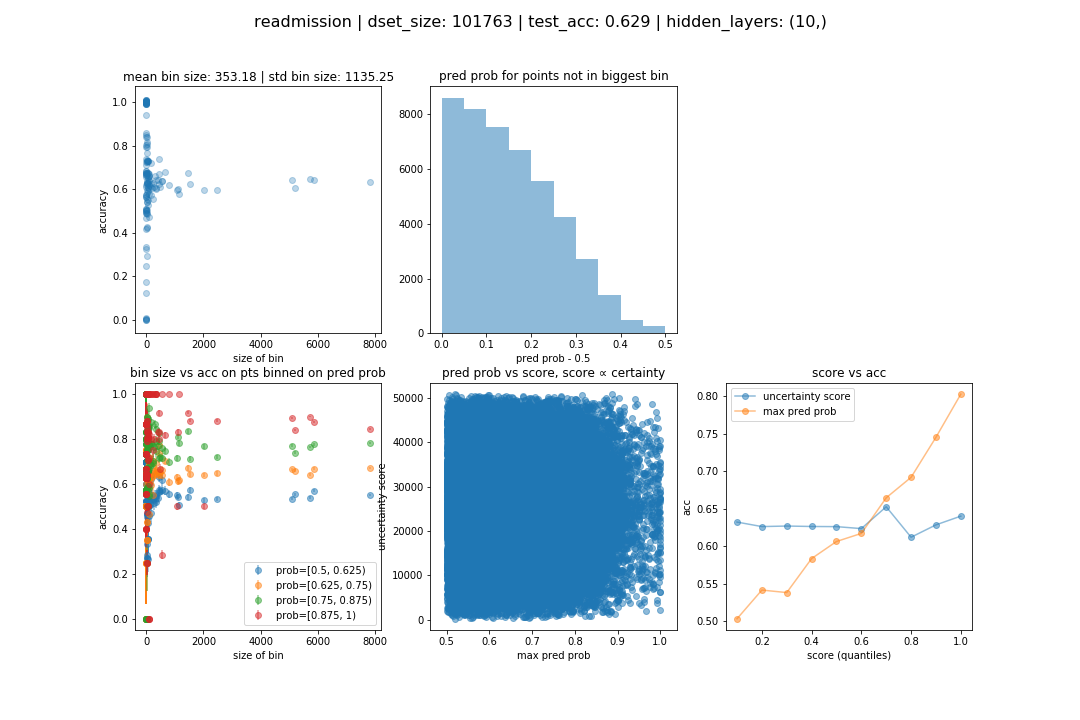 readmission | dset_size: 101763 | test_acc: 0.629 | hidden_layers: (10,)
mean bin size: 353.18 | std bin size: 1135.25
1.0
0.8
0.6
0.4
0.2
0.0
accuracy
0 2000 4000 6000 8000
size of bin
pred prob for points not in biggest bin
8000
6000
4000
2000
0
0.0 0.1 0.2 0.3 0.4 0.5
pred prob - 0.5
bin size vs acc on pts binned on pred prob
1.0
0.8
0.6
0.4
0.2
0.0
accuracy
prob=[0.5, 0.625)
prob=[0.625, 0.75)
prob=[0.75, 0.875)
prob=[0.875, 1)
0 2000 4000 6000 8000
size of bin
pred prob vs score, score ∝ certainty
50000
40000
30000
20000
10000
0
uncertainty score
0.5 0.6 0.7 0.8 0.9 1.0
max pred prob
score vs acc
uncertainty score
max pred prob
0.80
0.75
0.70
0.65
0.60
0.55
0.50
acc
0.2 0.4 0.6 0.8 1.0
score (quantiles)